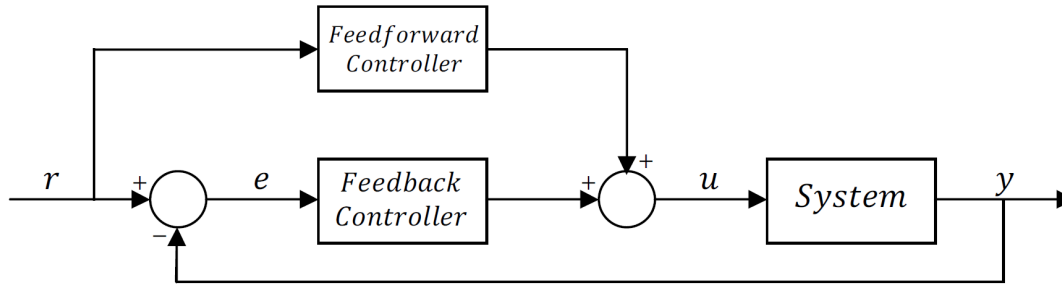 Feedforward
Controller
+
r
+
e
Feedback
Controller
+
u
System
y
−